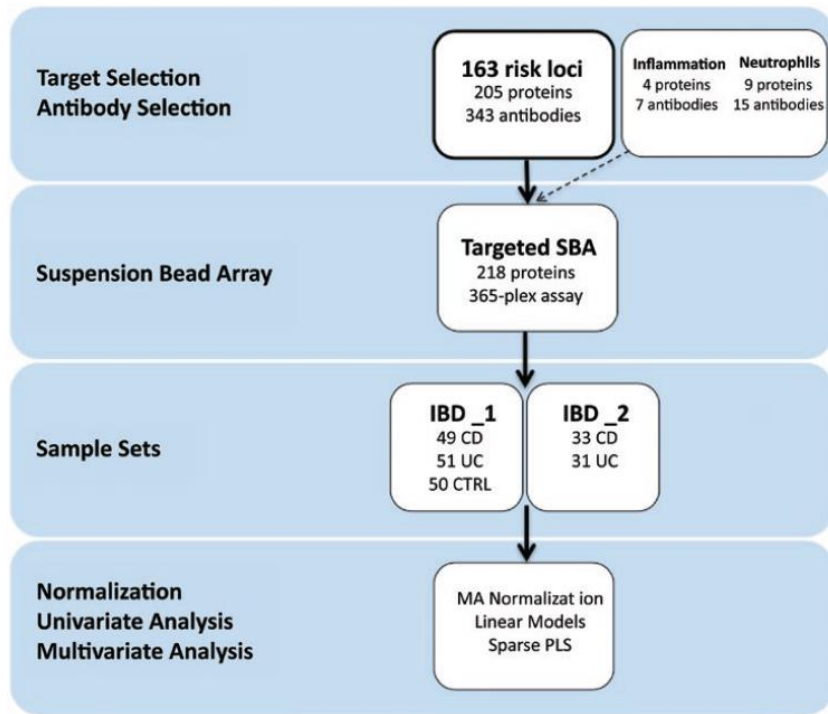 Target Selection
Antibody Selection
163 risk loci
205 proteins
343 antibodies
Inflammation
4 proteins
7 antibodies
Neutrophils
9 proteins
15 antibodies
Suspension Bead Array
Targeted SBA
218 proteins
365-plex assay
Sample Sets
IBD _1
49 CD
51 UC
50 CTRL
IBD _2
33 CD
31 UC
Normalization
Univariate Analysis
Multivariate Analysis
MA Normalizat ion
Linear Models
Sparse PLS